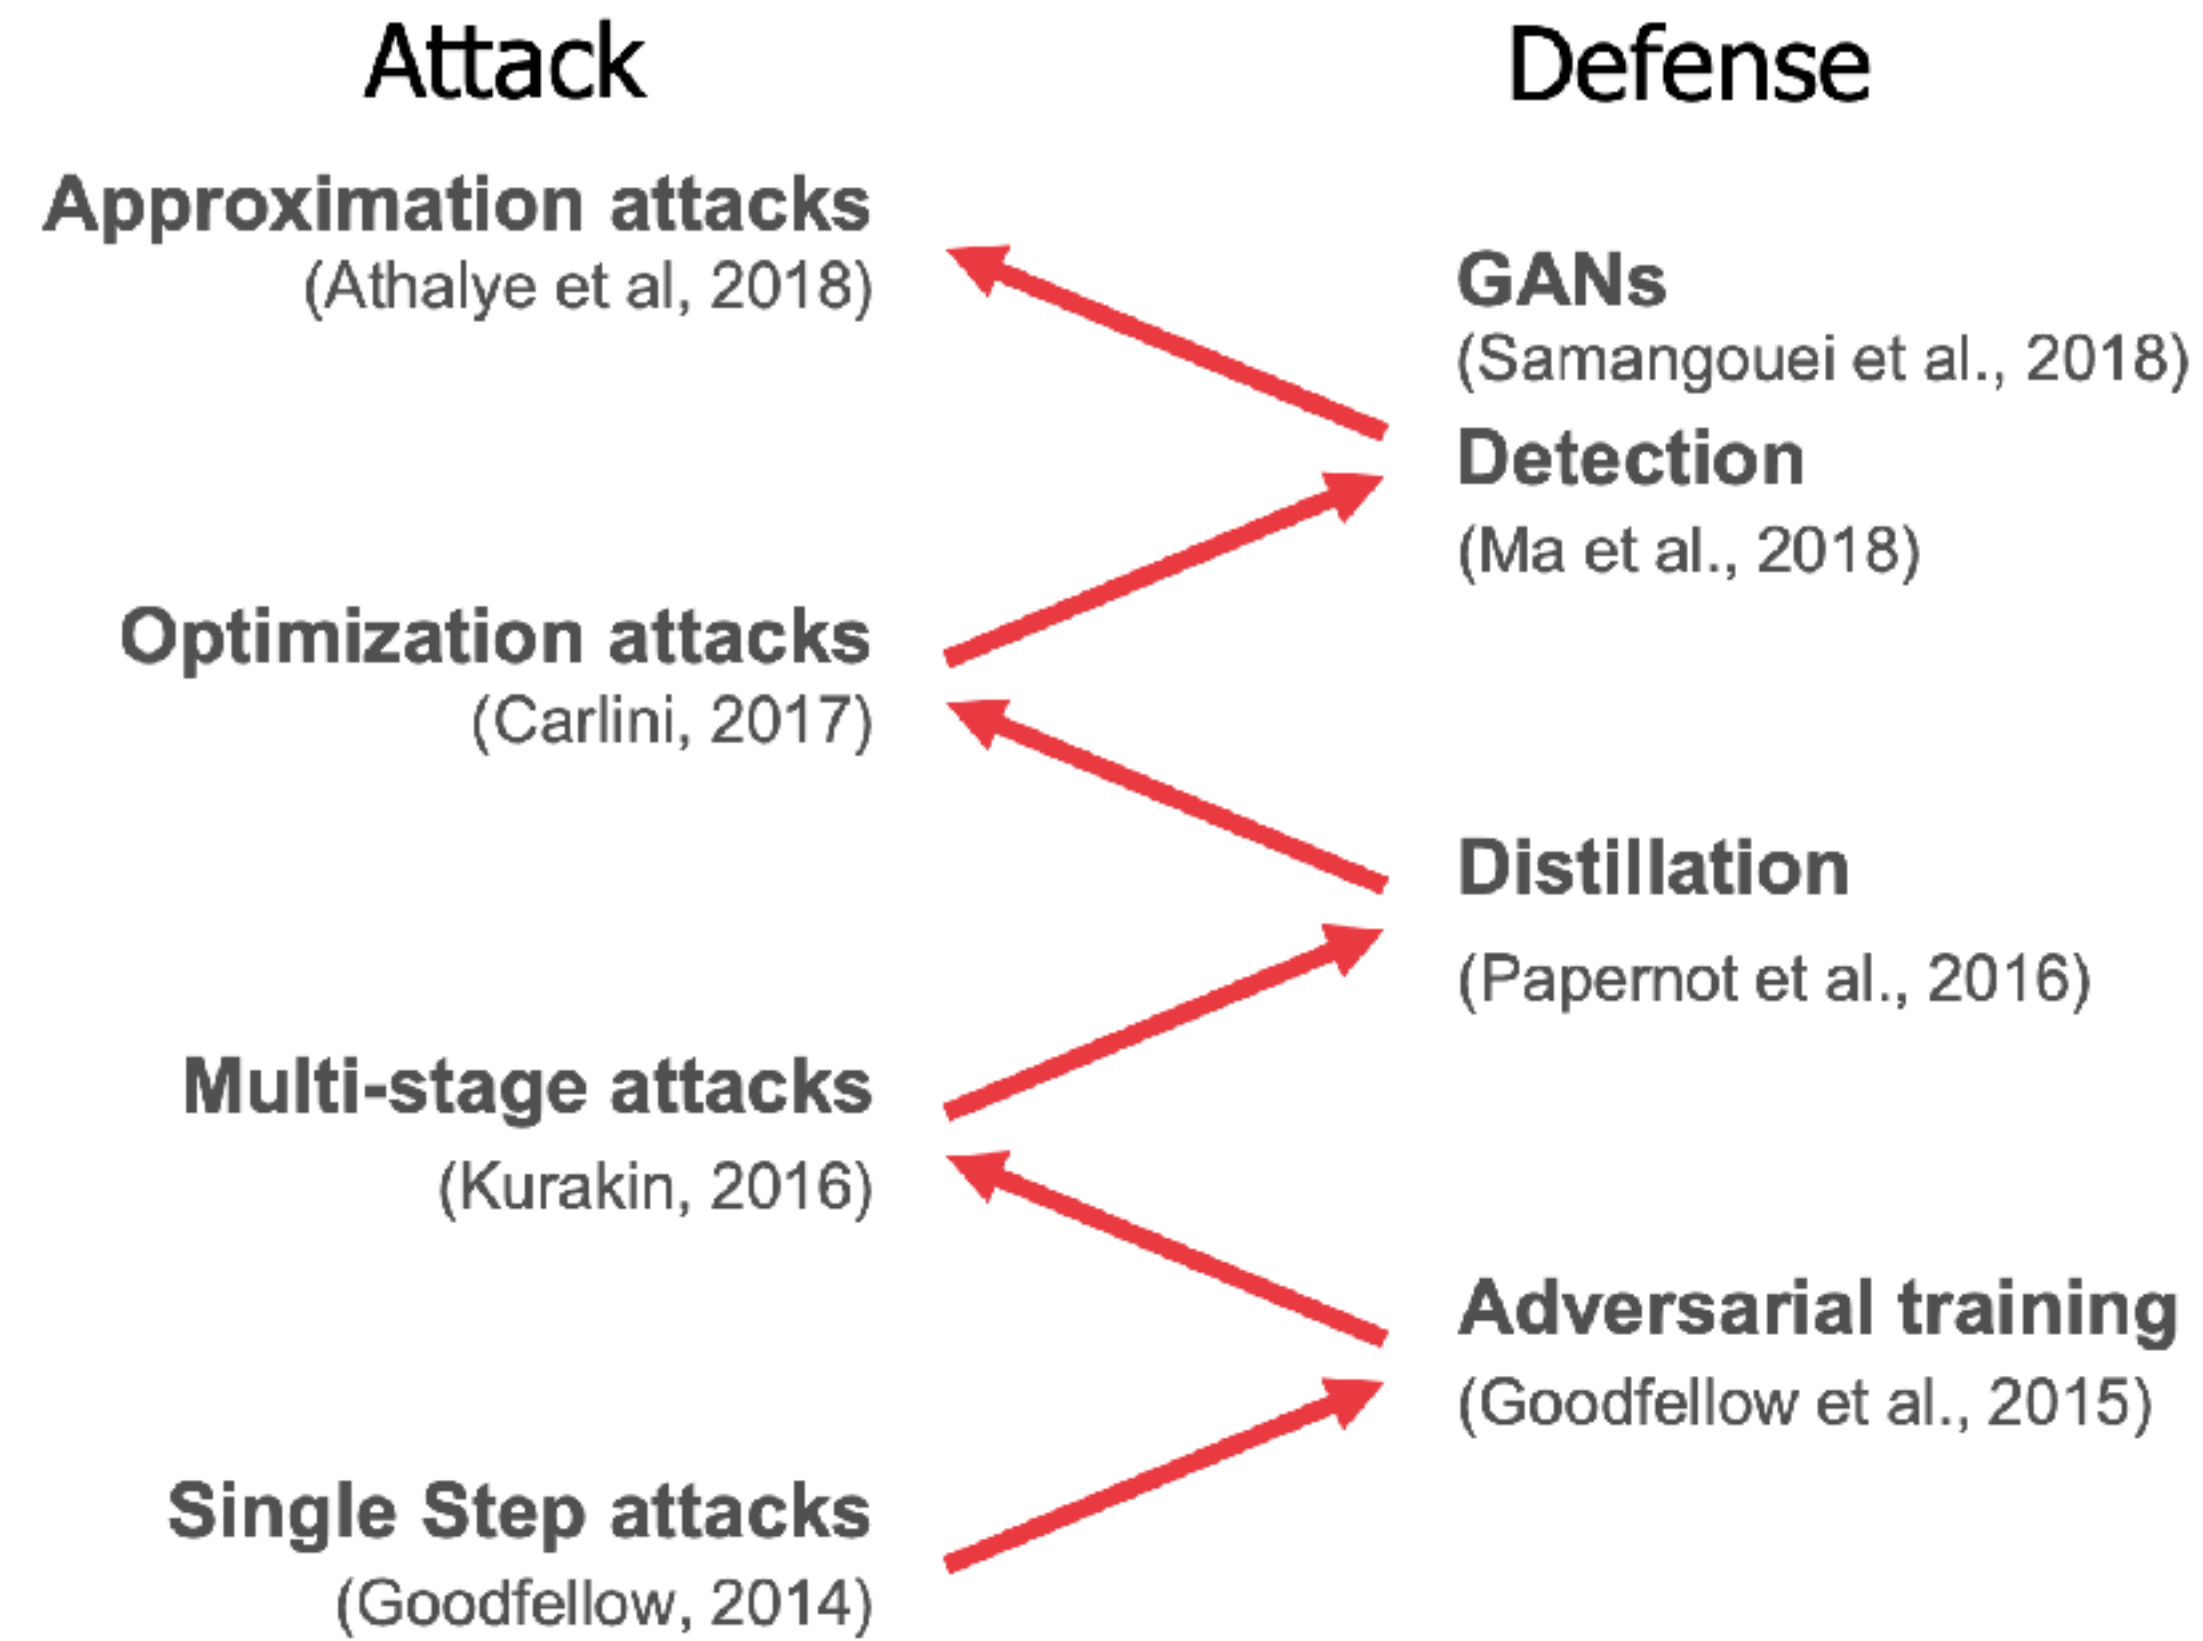 Attack
Defense
Approximation attacks
(Athalye et al, 2018)
GANs
(Samangouei et al., 2018)
Detection
(Ma et al., 2018)
Optimization attacks
(Carlini, 2017)
Distillation
(Papernot et al., 2016)
Multi-stage attacks
(Kurakin, 2016)
Adversarial training
(Goodfellow et al., 2015)
Single Step attacks
(Goodfellow, 2014)